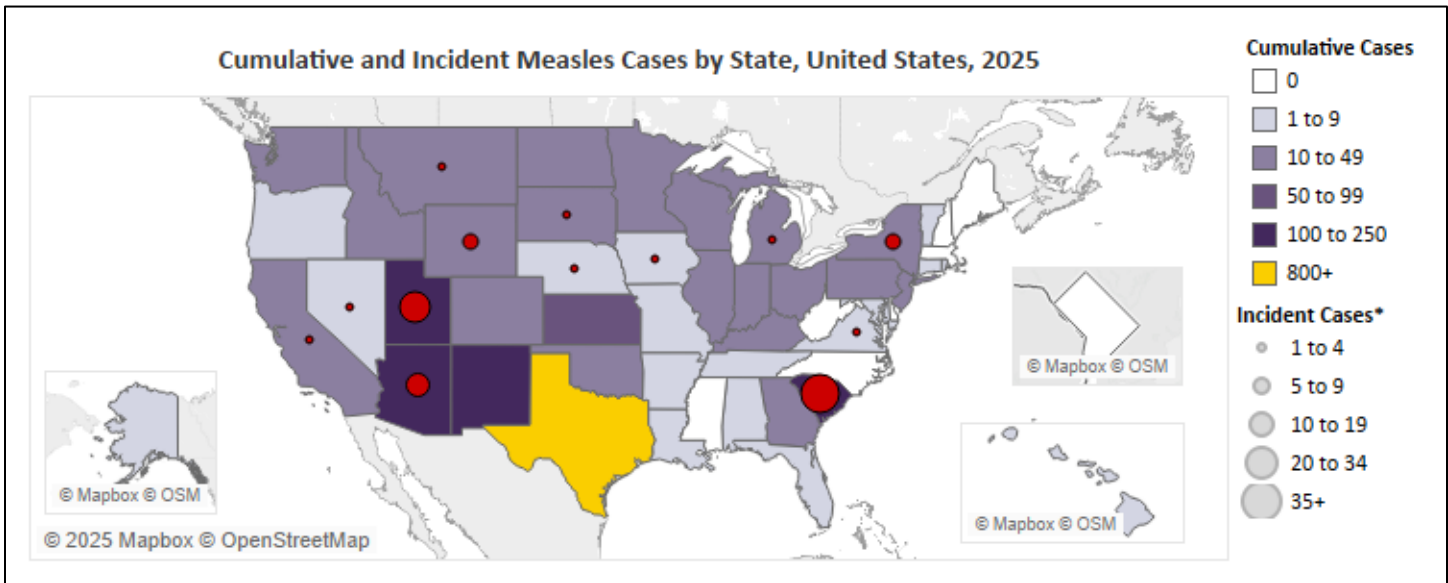 Cumulative and Incident Measles Cases by State, United States, 2025
Cumulative Cases
0
1 to 9
10 to 49
50 to 99
100 to 250
800+
Incident Cases*
1 to 4
5 to 9
10 to 19
20 to 34
35+
© Mapbox © OSM
© Mapbox © OSM
© Mapbox © OSM
© 2025 Mapbox © OpenStreetMap